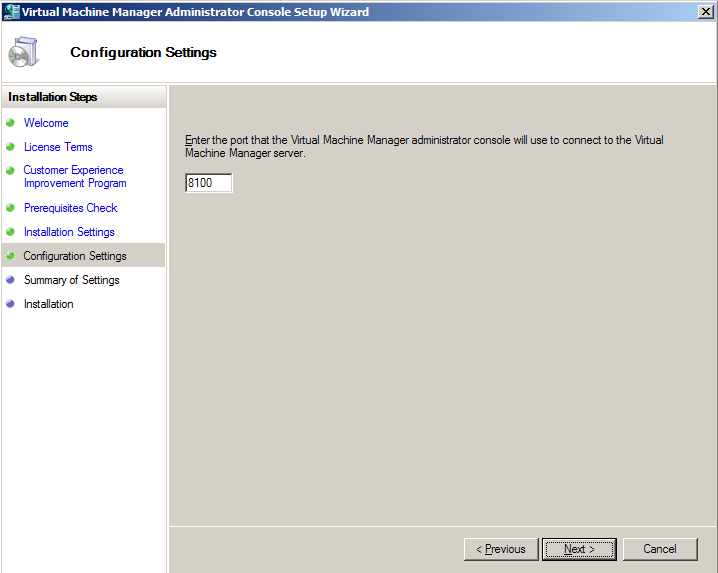 Virtual Machine Manager Administrator Console Setup Wizard
Configuration Settings
Installation Steps
Welcome
License Terms
Customer Experience
Improvement Program
Prerequisites Check
Installation Settings
Configuration Settings
Summary of Settings
Installation
Enter the port that the Virtual Machine Manager administrator console will use to connect to the Virtual
Machine Manager server.
8100
< Previous
Next >
Cancel